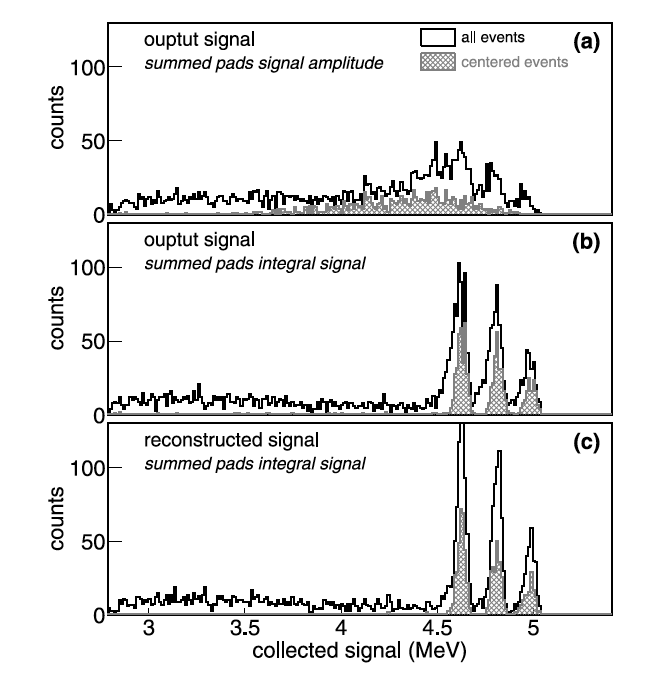 ouptut signal
summed pads signal amplitude
all events
centered events
(a)
counts
100
50
0
ouptut signal
summed pads integral signal
(b)
counts
100
50
0
reconstructed signal
summed pads integral signal
(c)
counts
100
50
0
3 3.5 4 4.5 5
collected signal (MeV)